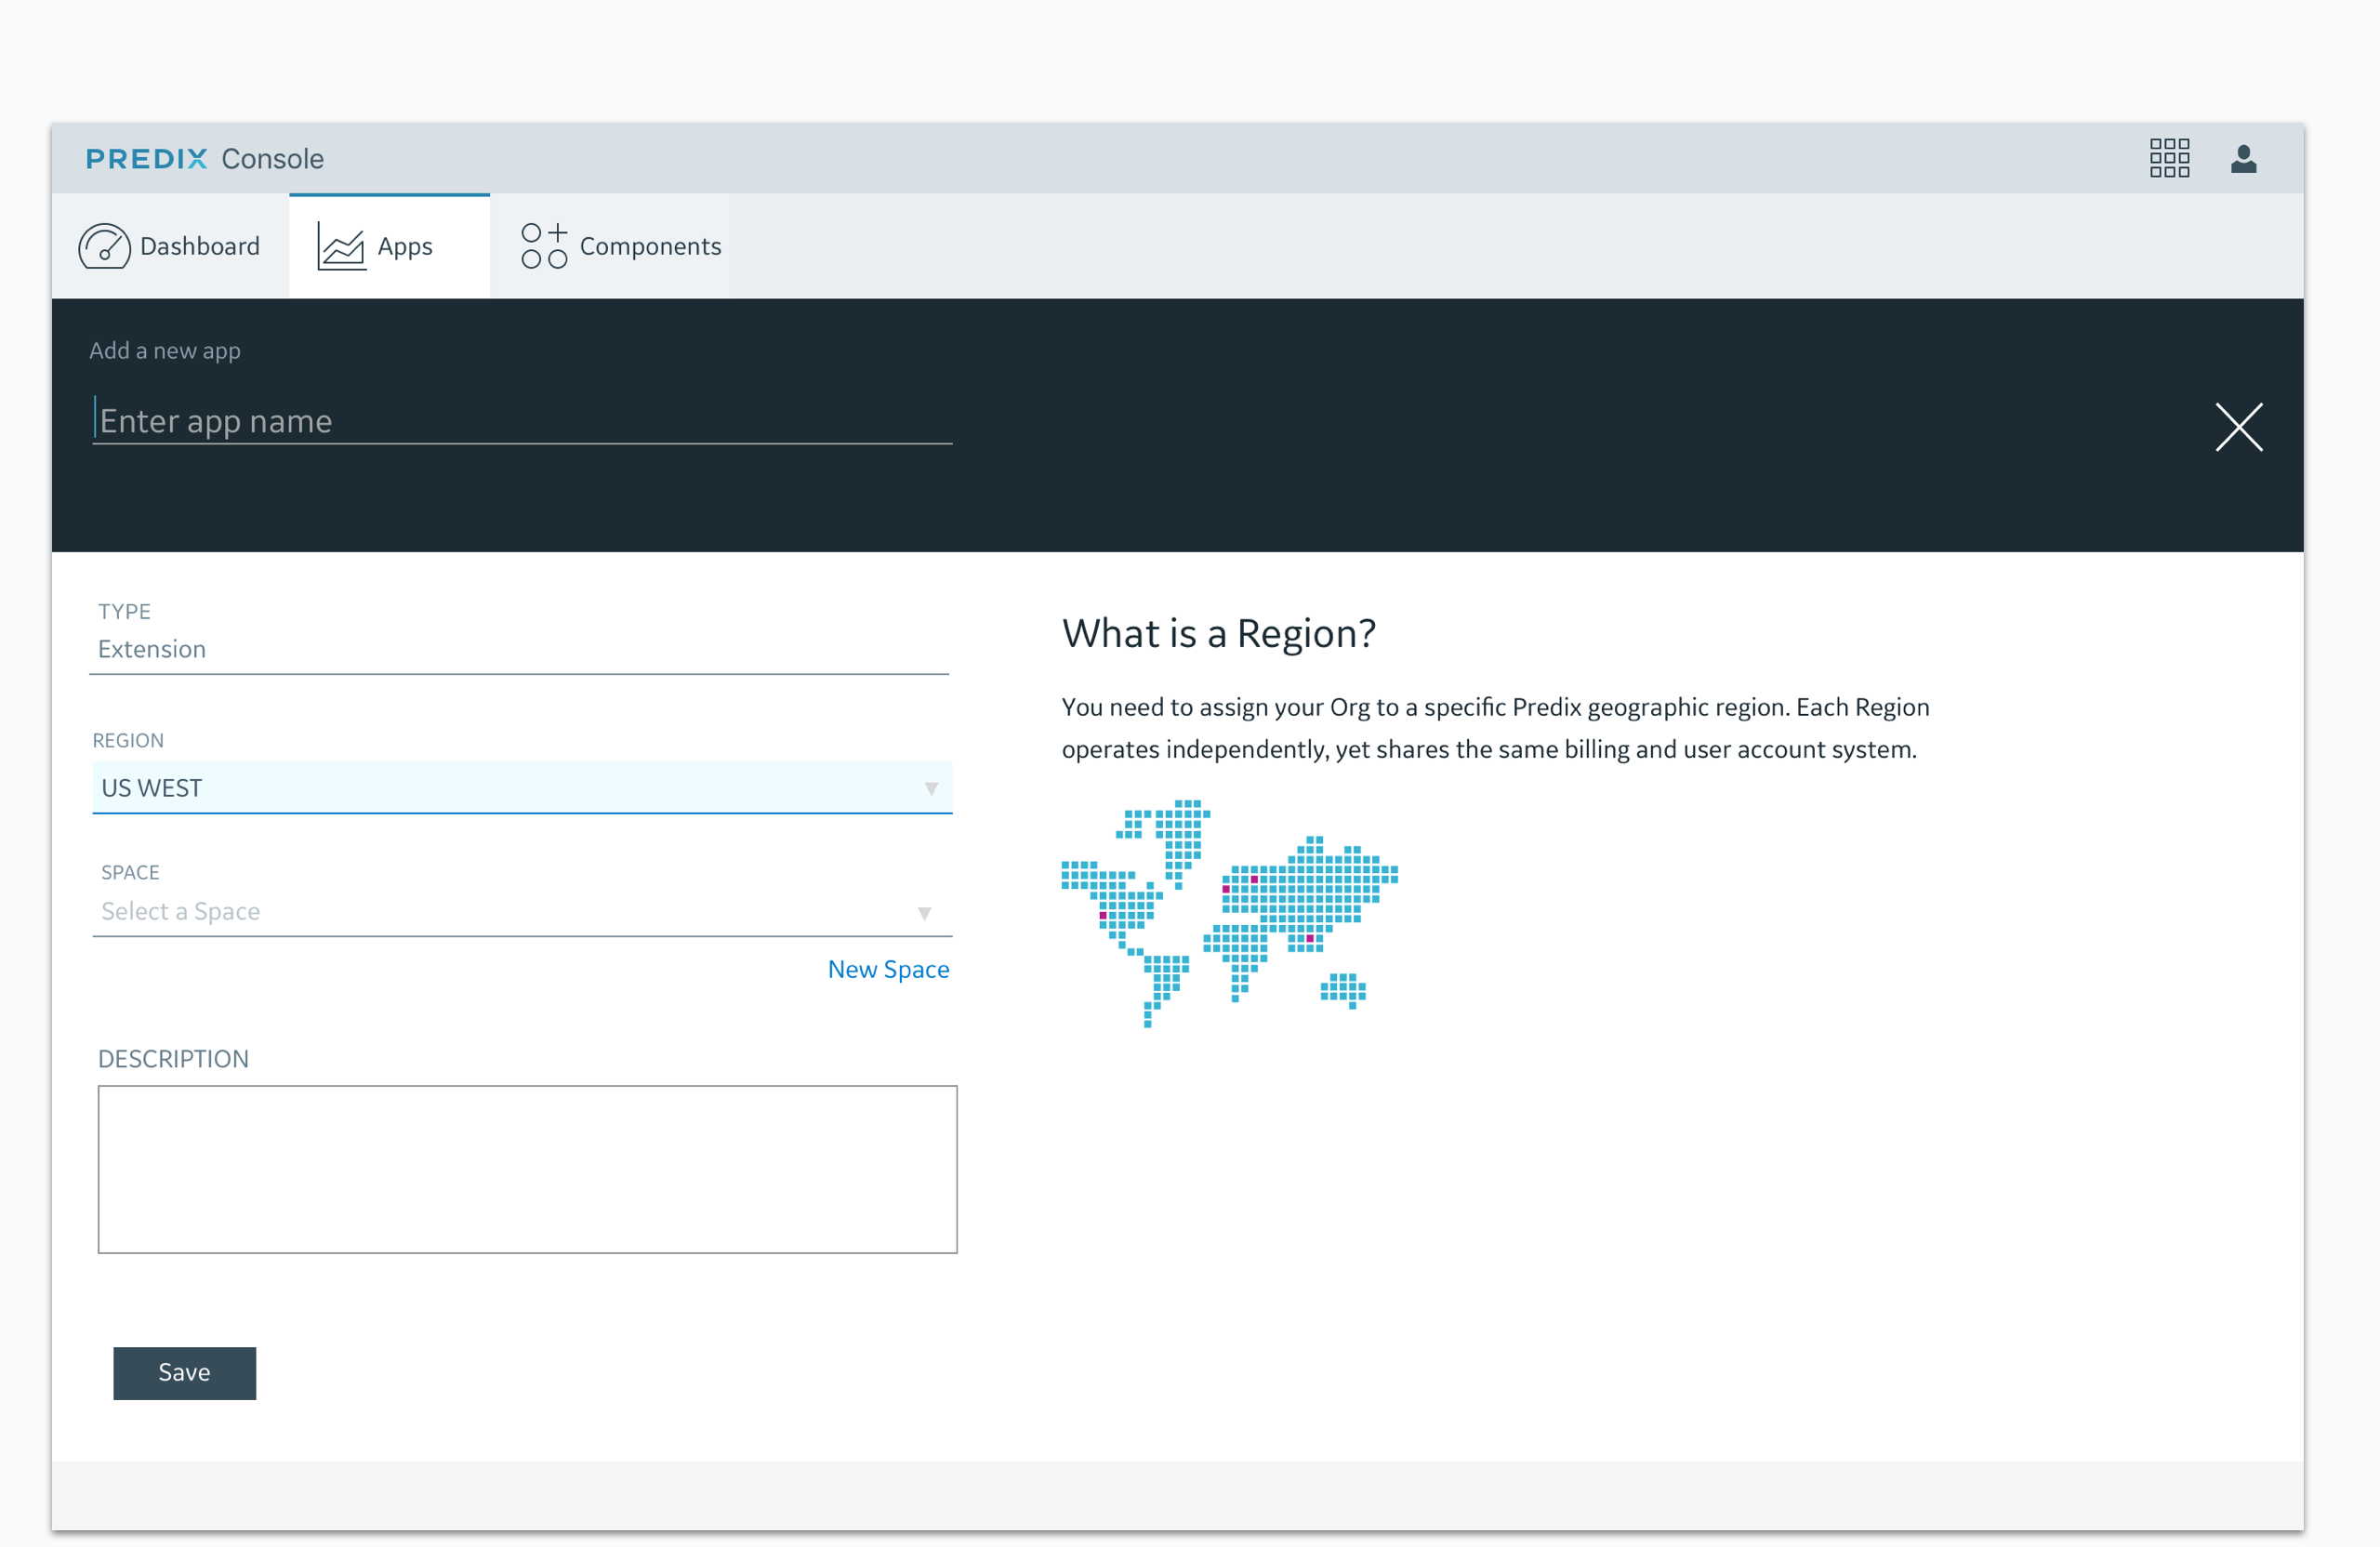 PREDIX Console
Dashboard
Apps
Components
Add a new app
Enter app name
TYPE
Extension
REGION
US WEST
SPACE
Select a Space
New Space
DESCRIPTION
Save
What is a Region?
You need to assign your Org to a specific Predix geographic region. Each Region
operates independently, yet shares the same billing and user account system.